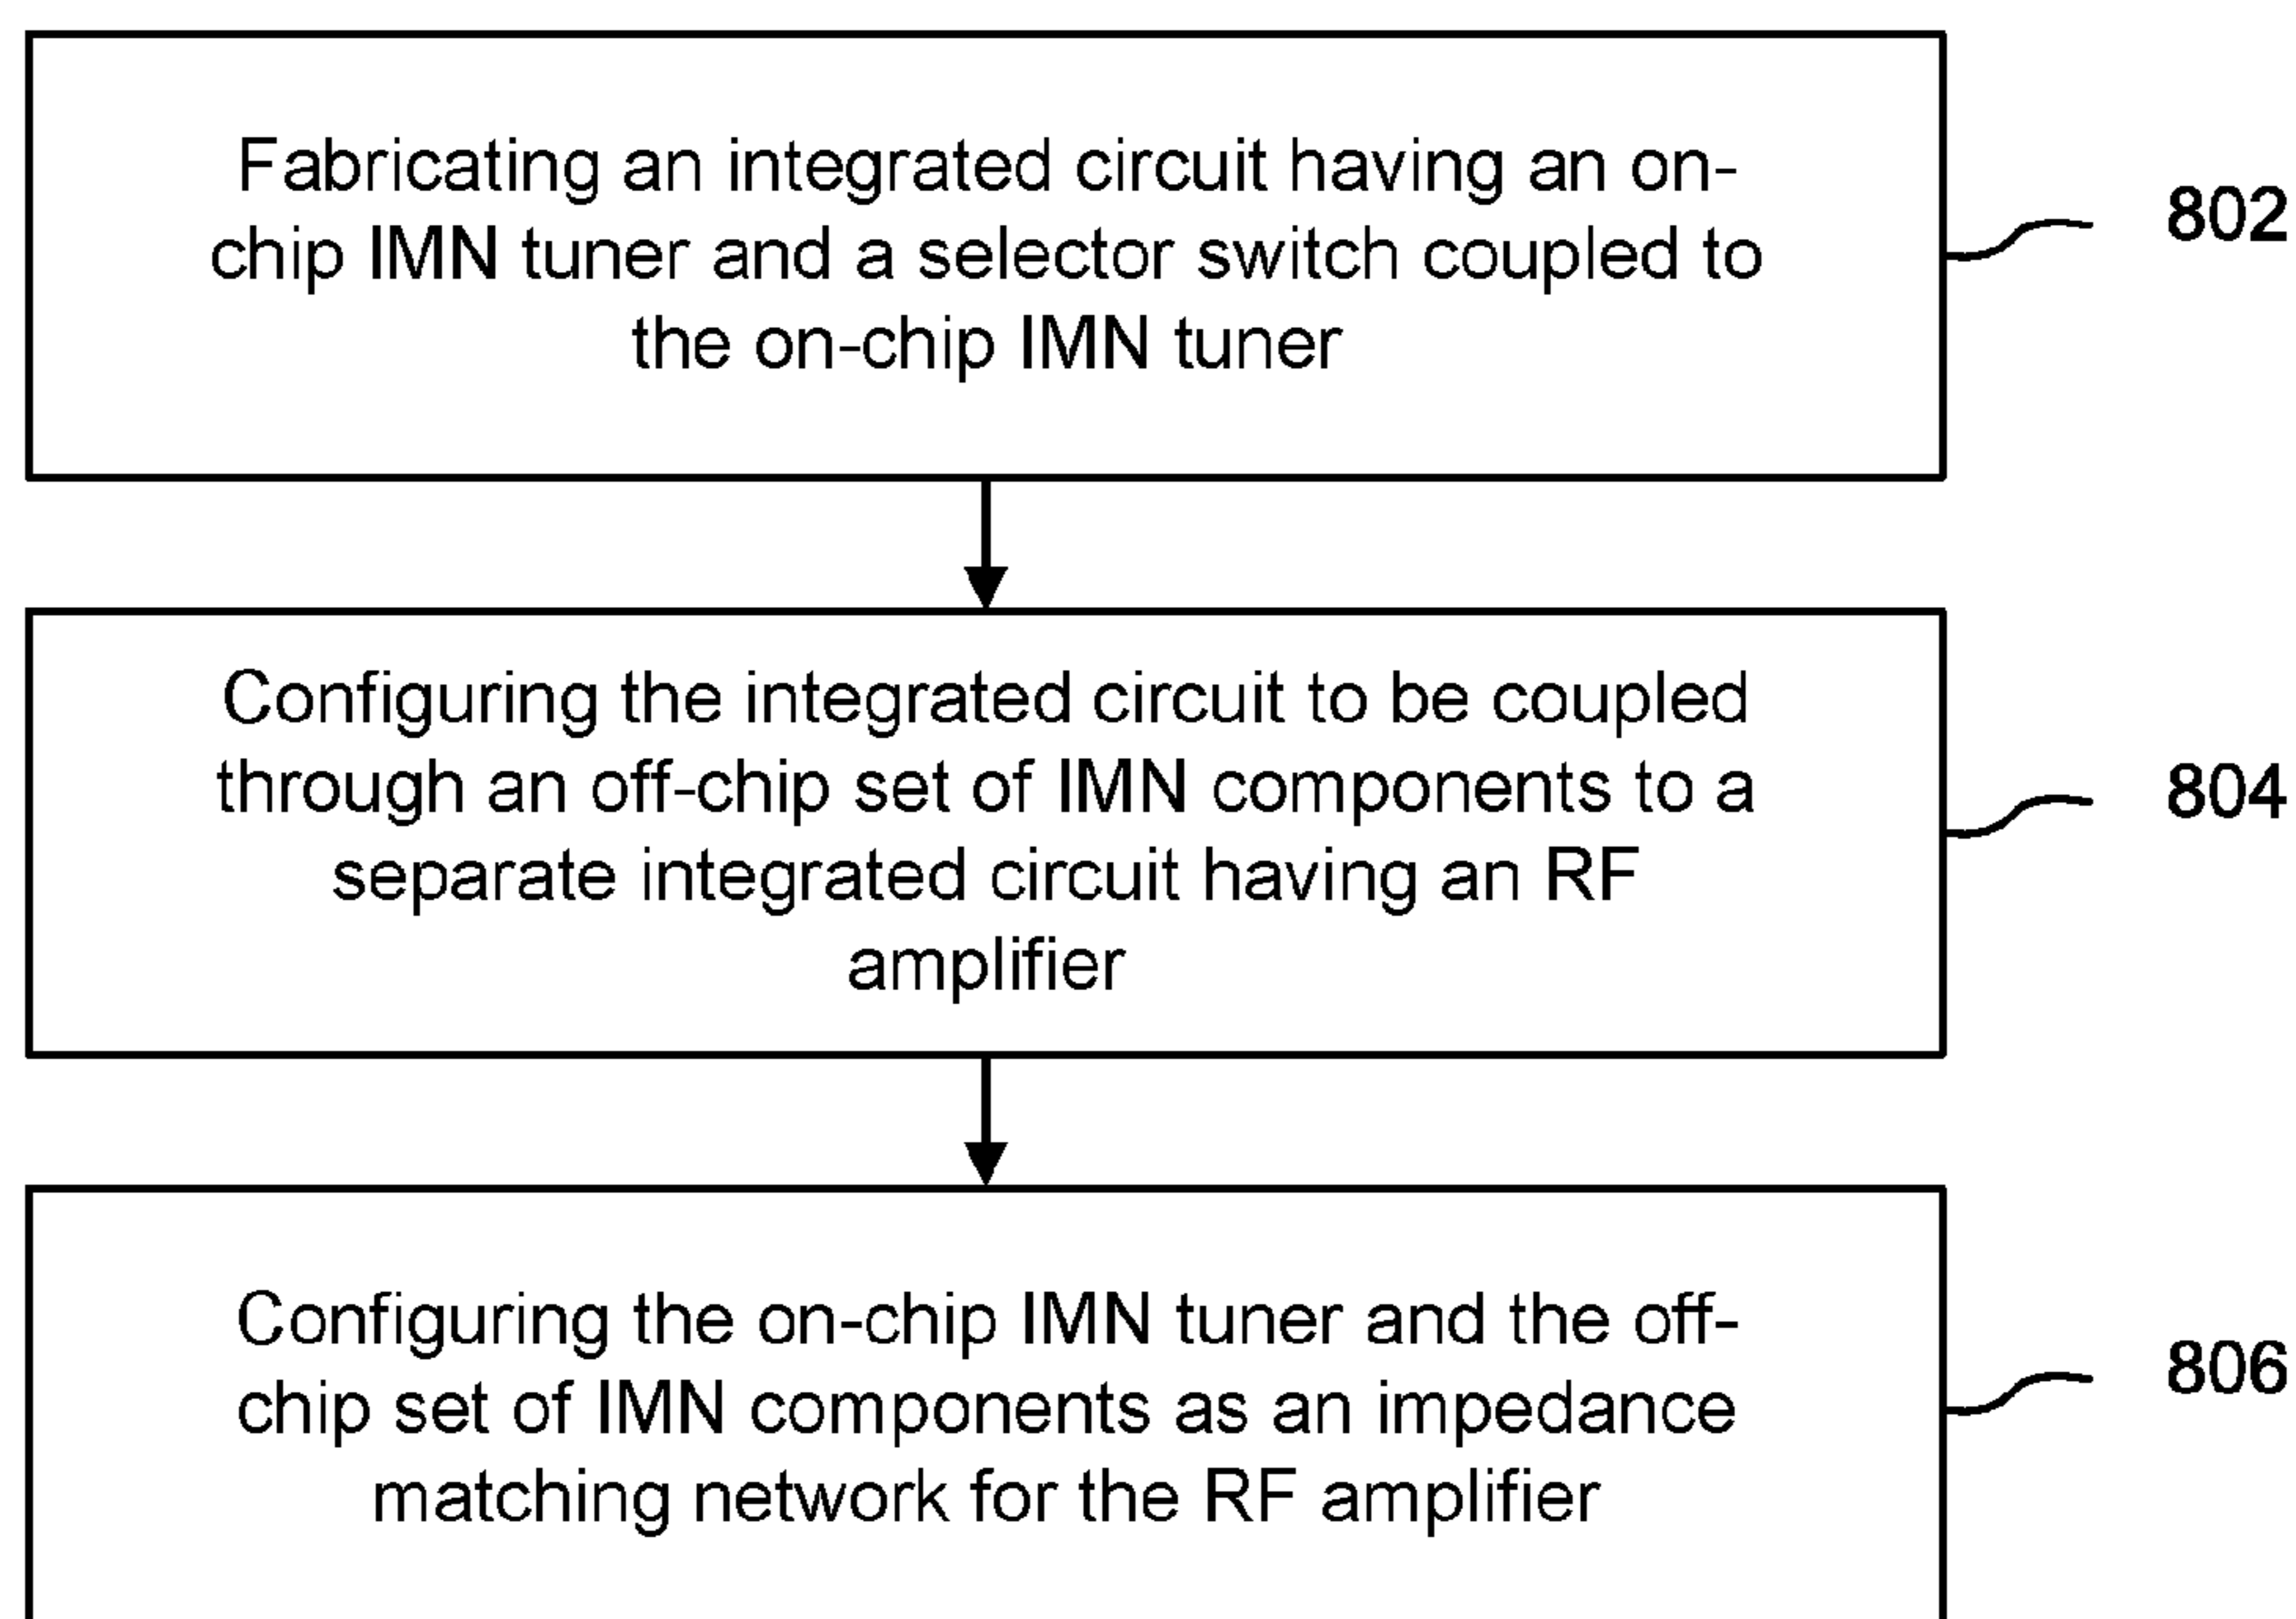 Fabricating an integrated circuit having an on-
chip IMN tuner and a selector switch coupled to
the on-chip IMN tuner
802
Configuring the integrated circuit to be coupled
through an off-chip set of IMN components to a
separate integrated circuit having an RF
amplifier
804
Configuring the on-chip IMN tuner and the off-
chip set of IMN components as an impedance
matching network for the RF amplifier
806